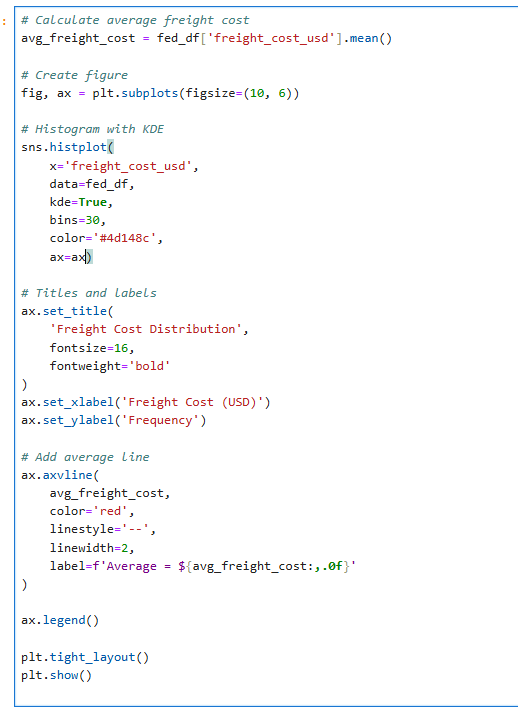 :
# Calculate average freight cost
avg_freight_cost = fed_df['freight_cost_usd'].mean()
# Create figure
fig, ax = plt.subplots(figsize=(10, 6))
# Histogram with KDE
sns.histplot(
    x='freight_cost_usd',
    data=fed_df,
    kde=True,
    bins=30,
    color='#4d148c',
    ax=ax)
# Titles and labels
ax.set_title(
    'Freight Cost Distribution',
    fontsize=16,
    fontweight='bold'
)
ax.set_xlabel('Freight Cost (USD)')
ax.set_ylabel('Frequency')
# Add average line
ax.axvline(
    avg_freight_cost,
    color='red',
    linestyle='--',
    linewidth=2,
    label=f'Average = ${avg_freight_cost:,.0f}'
)
ax.legend()
plt.tight_layout()
plt.show()